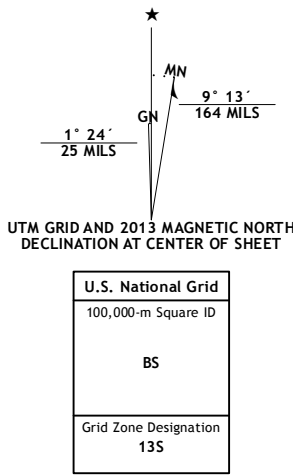 ★
MN
GN
9° 13´
164 MILS
1° 24´
25 MILS
UTM GRID AND 2013 MAGNETIC NORTH
DECLINATION AT CENTER OF SHEET
U.S. National Grid
100,000-m Square ID
BS
Grid Zone Designation
13S